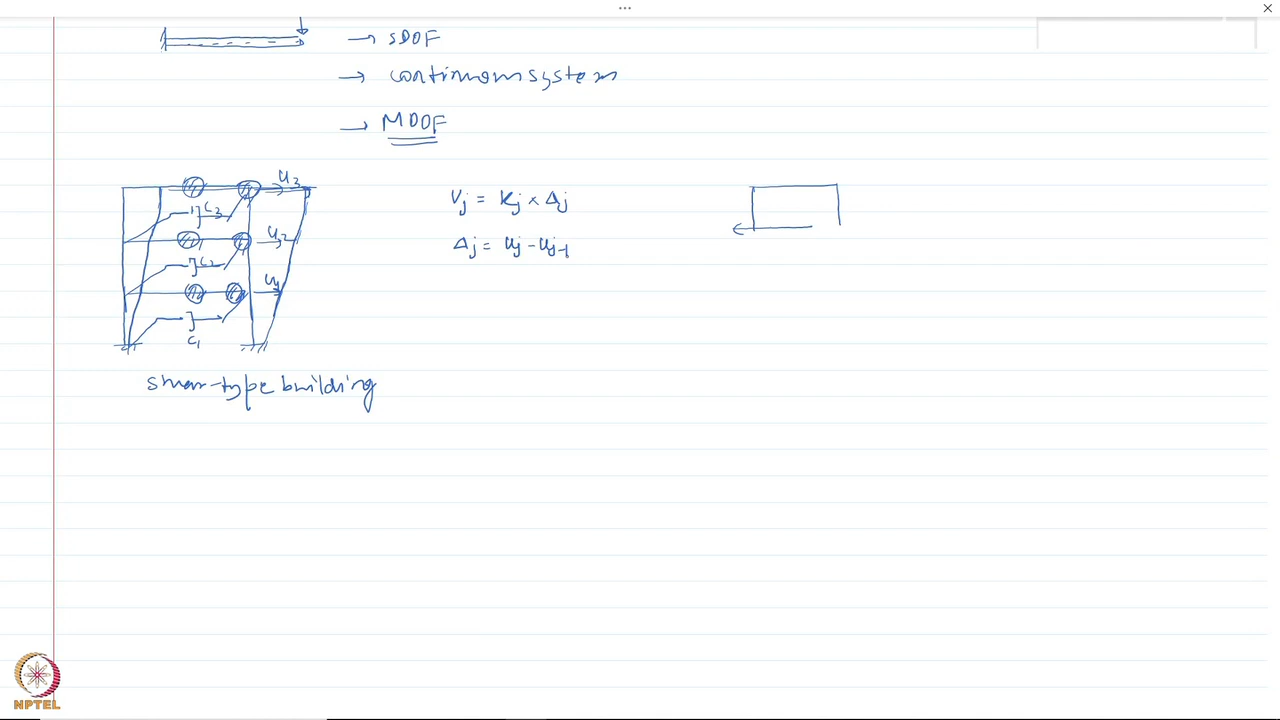 → SDOF
→ continuous system
→ MDOF
u3
c3
u2
c2
u1
c1
Vj = Kj × Δj
Δj = uj - uj-1
shear-type building
NPTEL